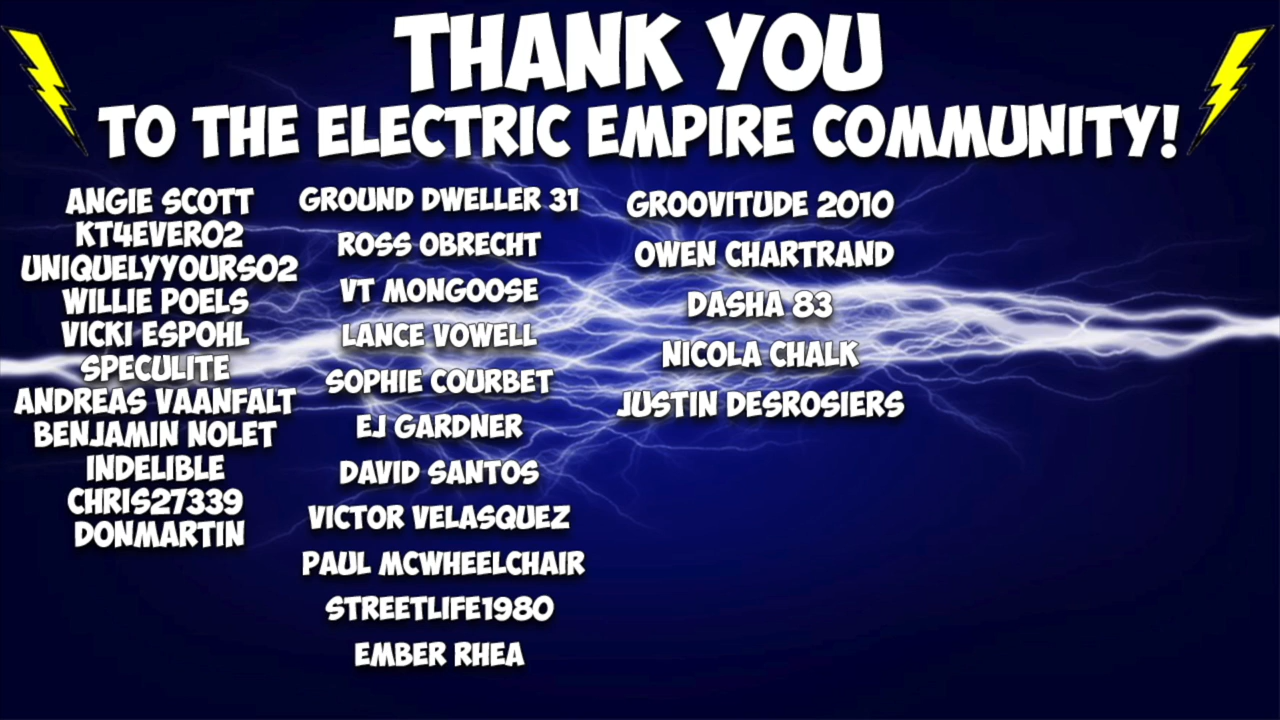 THANK YOU
TO THE ELECTRIC EMPIRE COMMUNITY!
ANGIE SCOTT
KT4EVER02
UNIQUELYYOURS02
WILLIE POELS
VICKI ESPOHL
SPECULITE
ANDREAS VAANFALT
BENJAMIN NOLET
INDELIBLE
CHRIS27339
DONMARTIN
GROUND DWELLER 31
ROSS OBRECHT
VT MONGOOSE
LANCE VOWELL
SOPHIE COURBET
EJ GARDNER
DAVID SANTOS
VICTOR VELASQUEZ
PAUL MCWHEELCHAIR
STREETLIFE1980
EMBER RHEA
GROOVITUDE 2010
OWEN CHARTRAND
DASHA 83
NICOLA CHALK
JUSTIN DESROSIERS